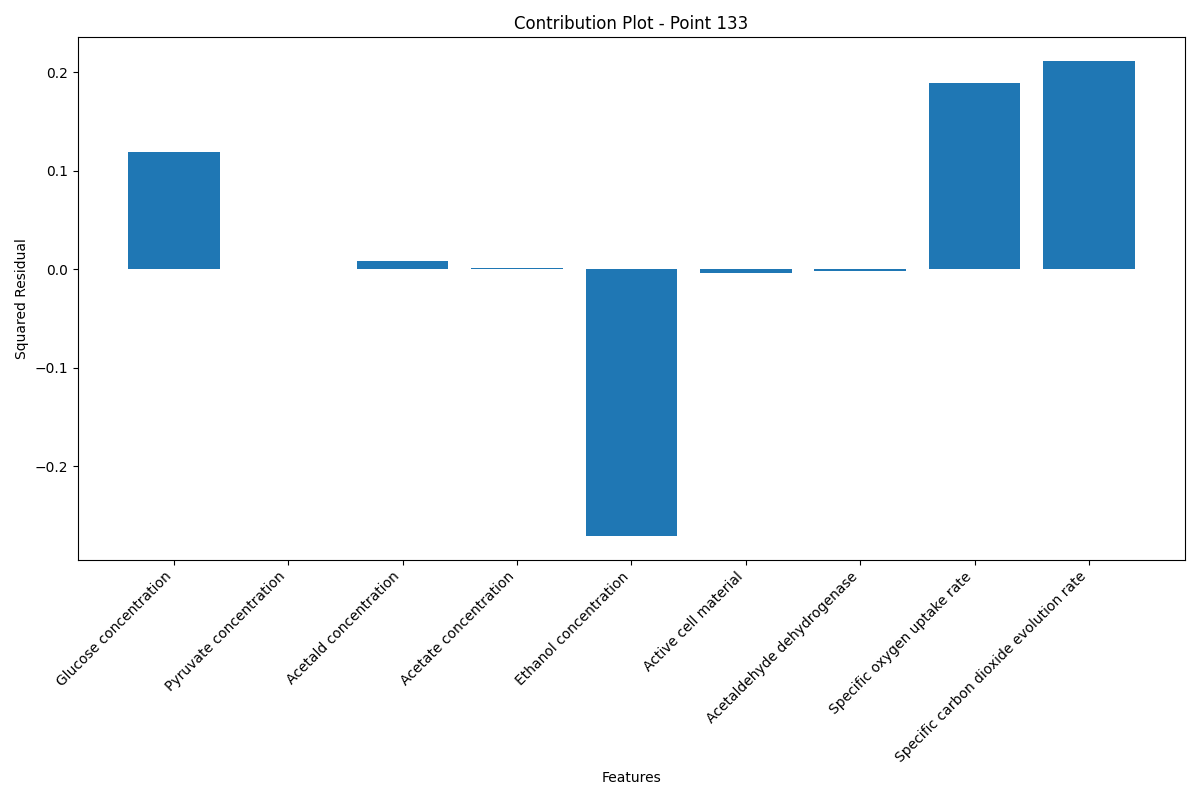 Contribution Plot - Point 133
Squared Residual
0.2
0.1
0.0
−0.1
−0.2
Glucose concentration
Pyruvate concentration
Acetald concentration
Acetate concentration
Ethanol concentration
Active cell material
Acetaldehyde dehydrogenase
Specific oxygen uptake rate
Specific carbon dioxide evolution rate
Features